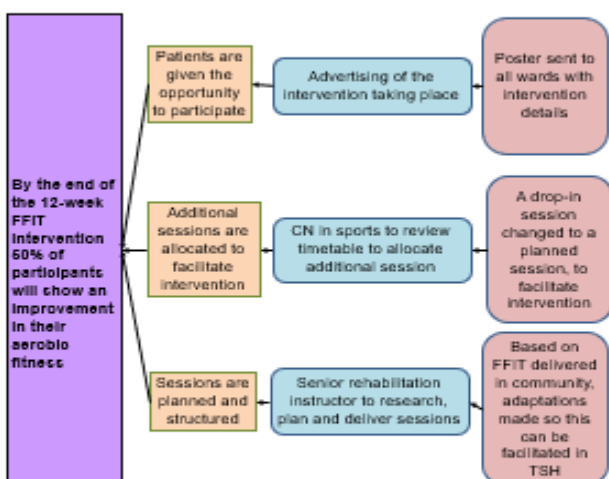 By the end of
the 12-week
FFIT
intervention
50% of
participants
will show an
improvement
in their
aerobic
fitness
Patients are
given the
opportunity
to participate
Advertising of the
intervention taking place
Poster sent to
all wards with
intervention
details
Additional
sessions are
allocated to
facilitate
intervention
CN in sports to review
timetable to allocate
additional session
A drop-in
session
changed to a
planned
session, to
facilitate
intervention
Sessions are
planned and
structured
Senior rehabilitation
instructor to research,
plan and deliver sessions
Based on
FFIT delivered
in community,
adaptations
made so this
can be
facilitated in
TSH